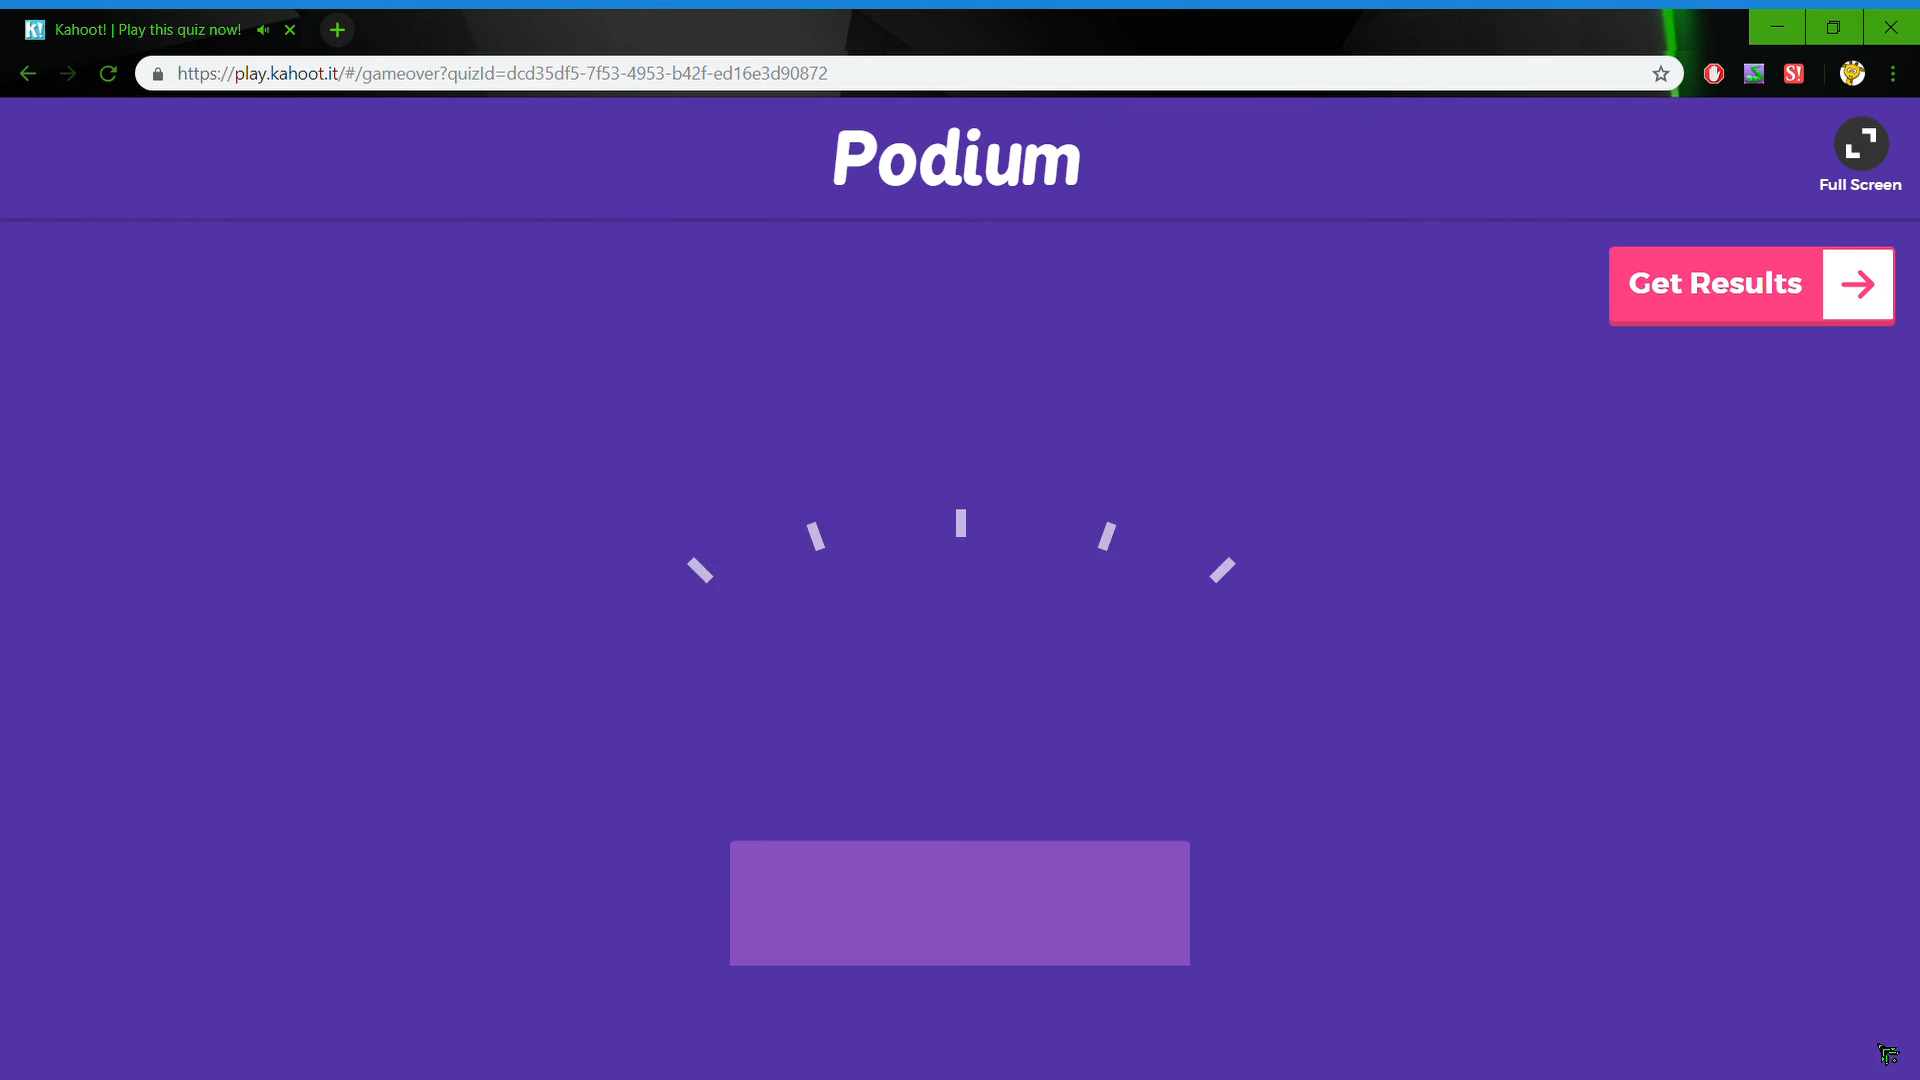 K! Kahoot! | Play this quiz now!
https://play.kahoot.it/#/gameover?quizId=dcd35df5-7f53-4953-b42f-ed16e3d90872
S!
Podium
Full Screen
Get Results